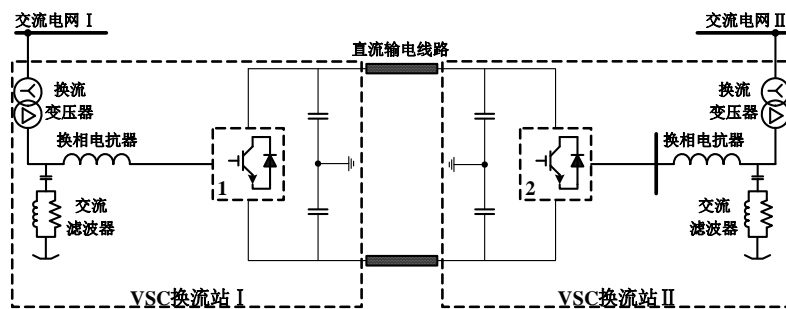 交流电网Ⅰ
交流电网Ⅱ
直流输电线路
换流
变压器
换流
变压器
换相电抗器
换相电抗器
1
2
交流
滤波器
交流
滤波器
VSC换流站Ⅰ
VSC换流站Ⅱ